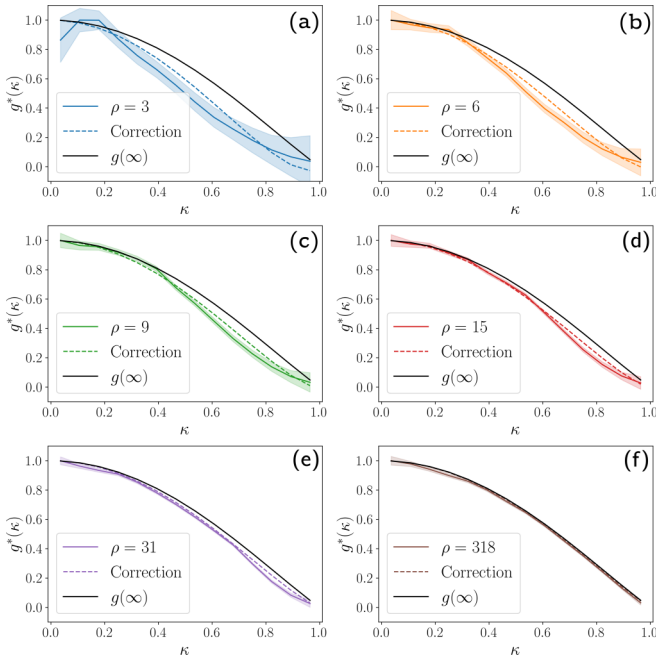 (a)
1.0
0.8
0.6
0.4
0.2
0.0
g*(κ)
ρ = 3
Correction
g(∞)
0.0 0.2 0.4 0.6 0.8 1.0
κ
(b)
1.0
0.8
0.6
0.4
0.2
0.0
g*(κ)
ρ = 6
Correction
g(∞)
0.0 0.2 0.4 0.6 0.8 1.0
κ
(c)
1.0
0.8
0.6
0.4
0.2
0.0
g*(κ)
ρ = 9
Correction
g(∞)
0.0 0.2 0.4 0.6 0.8 1.0
κ
(d)
1.0
0.8
0.6
0.4
0.2
0.0
g*(κ)
ρ = 15
Correction
g(∞)
0.0 0.2 0.4 0.6 0.8 1.0
κ
(e)
1.0
0.8
0.6
0.4
0.2
0.0
g*(κ)
ρ = 31
Correction
g(∞)
0.0 0.2 0.4 0.6 0.8 1.0
κ
(f)
1.0
0.8
0.6
0.4
0.2
0.0
g*(κ)
ρ = 318
Correction
g(∞)
0.0 0.2 0.4 0.6 0.8 1.0
κ